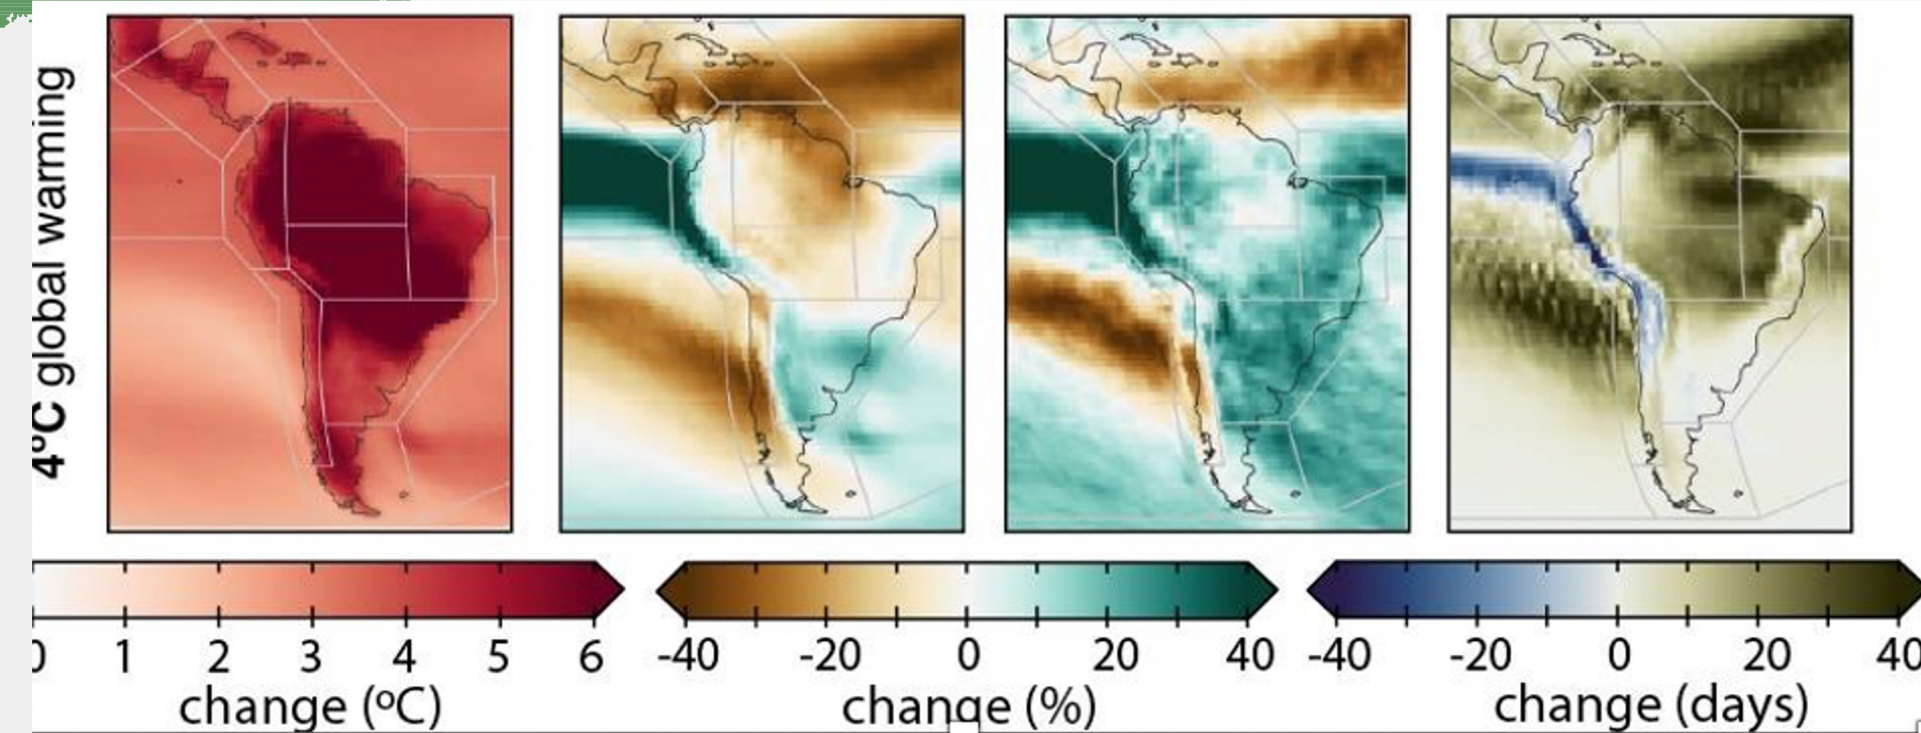 4°C global warming
0 1 2 3 4 5 6
change (ºC)
-40 -20 0 20 40
change (%)
-40 -20 0 20 40
change (days)